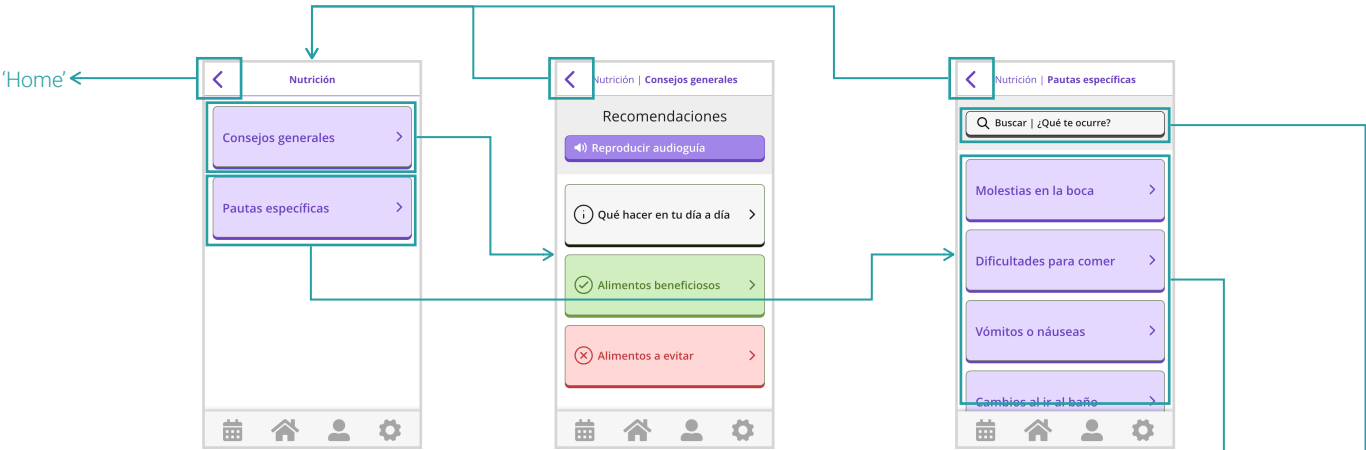 ‘Home’
Nutrición
Consejos generales
Pautas específicas
Nutrición | Consejos generales
Recomendaciones
Reproducir audioguía
Qué hacer en tu día a día
Alimentos beneficiosos
Alimentos a evitar
Nutrición | Pautas específicas
Buscar | ¿Qué te ocurre?
Molestias en la boca
Dificultades para comer
Vómitos o náuseas
Cambios al ir al baño